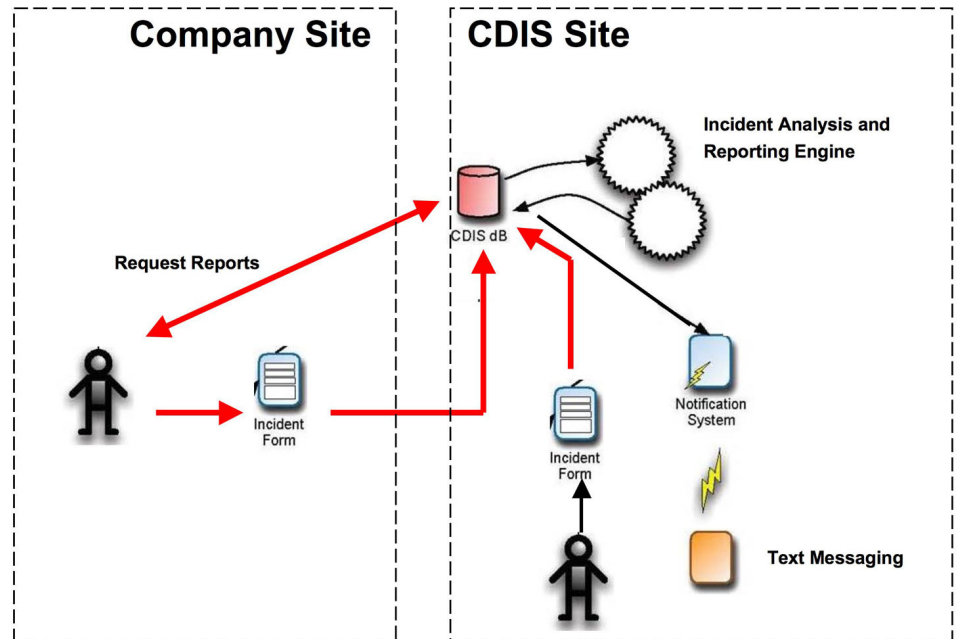 Company Site
CDIS Site
Incident Analysis and
Reporting Engine
CDIS dB
Request Reports
Incident
Form
Incident
Form
Notification
System
Text Messaging